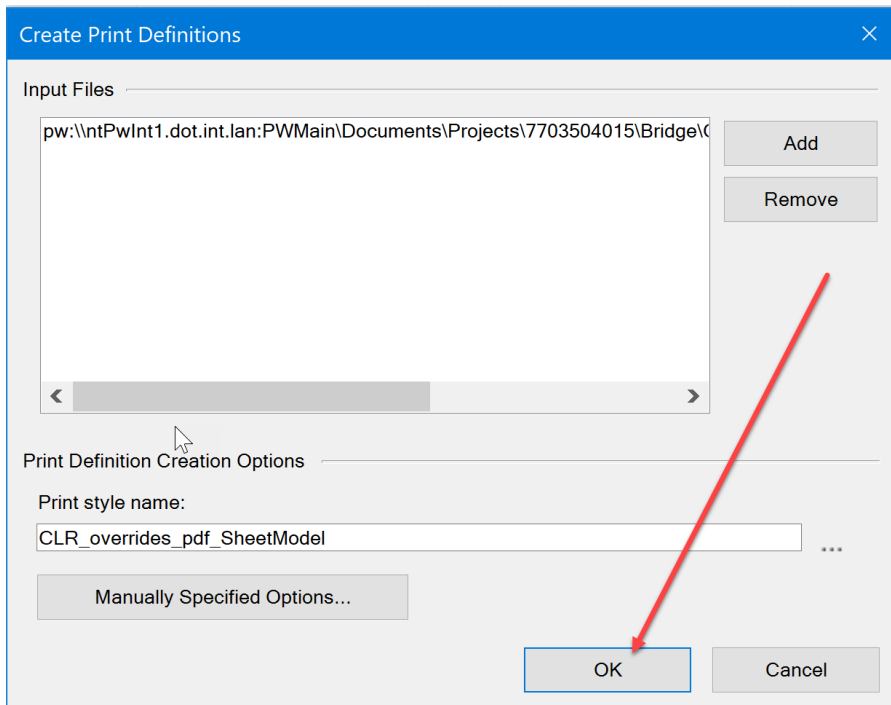 Create Print Definitions
Input Files
pw:\\ntPwInt1.dot.int.lan:PWMain\Documents\Projects\7703504015\Bridge\
Add
Remove
Print Definition Creation Options
Print style name:
CLR_overrides_pdf_SheetModel
...
Manually Specified Options...
OK
Cancel